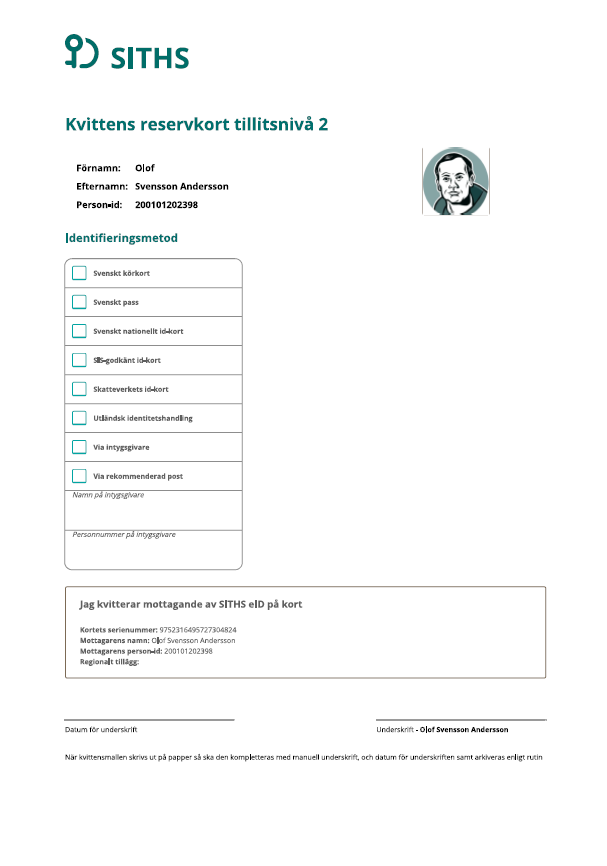 SITHS
Kvittens reservkort tillitsnivå 2
Förnamn: Olof
Efternamn: Svensson Andersson
Person-id: 200101202398
Identifieringsmetod
Svenskt körkort
Svenskt pass
Svenskt nationellt id-kort
SIS-godkänt id-kort
Skatteverkets id-kort
Utländsk identitetshandling
Via intygsgivare
Via rekommenderad post
Namn på intygsgivare
Personnummer på intygsgivare
Jag kvitterar mottagande av SITHS eID på kort
Kortets serienummer: 9752316495727304824
Mottagarens namn: Olof Svensson Andersson
Mottagarens person-id: 200101202398
Regionalt tillägg:
Datum för underskrift
Underskrift - Olof Svensson Andersson
När kvittensmallen skrivs ut på papper så ska den kompletteras med manuell underskrift, och datum för underskriften samt arkiveras enligt rutin